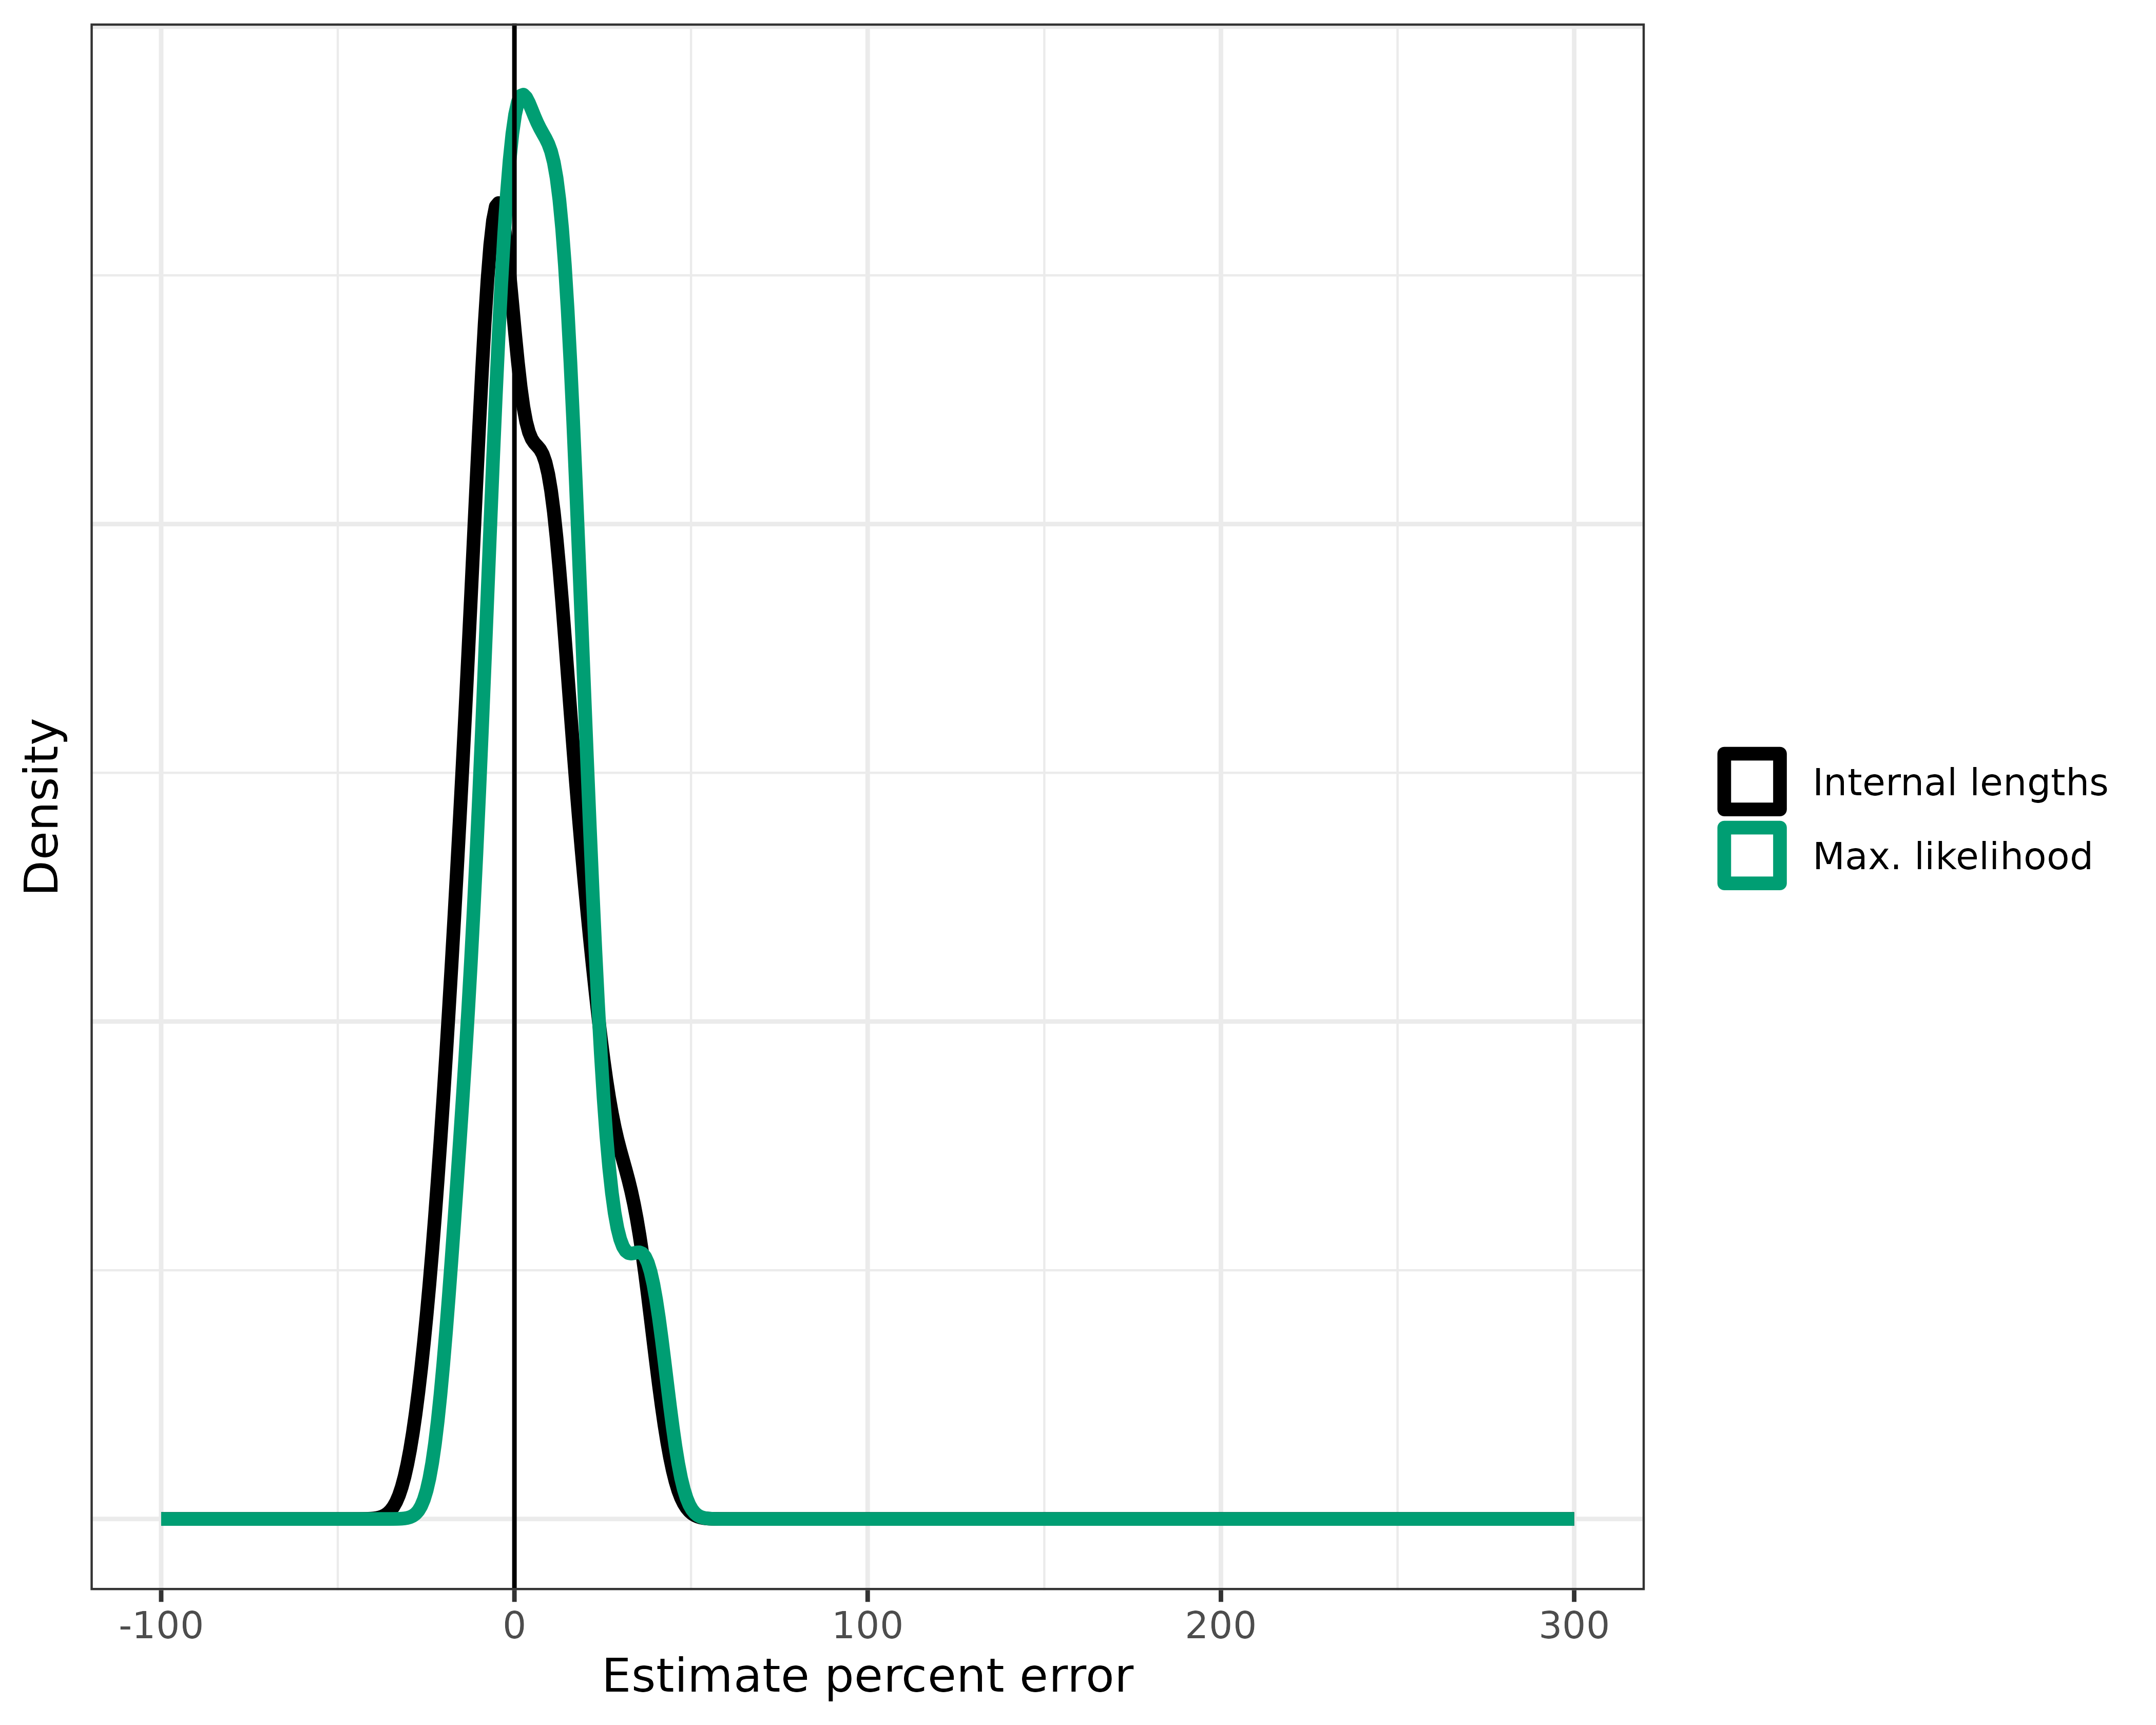 Density
Internal lengths
Max. likelihood
-100 0 100 200 300
Estimate percent error